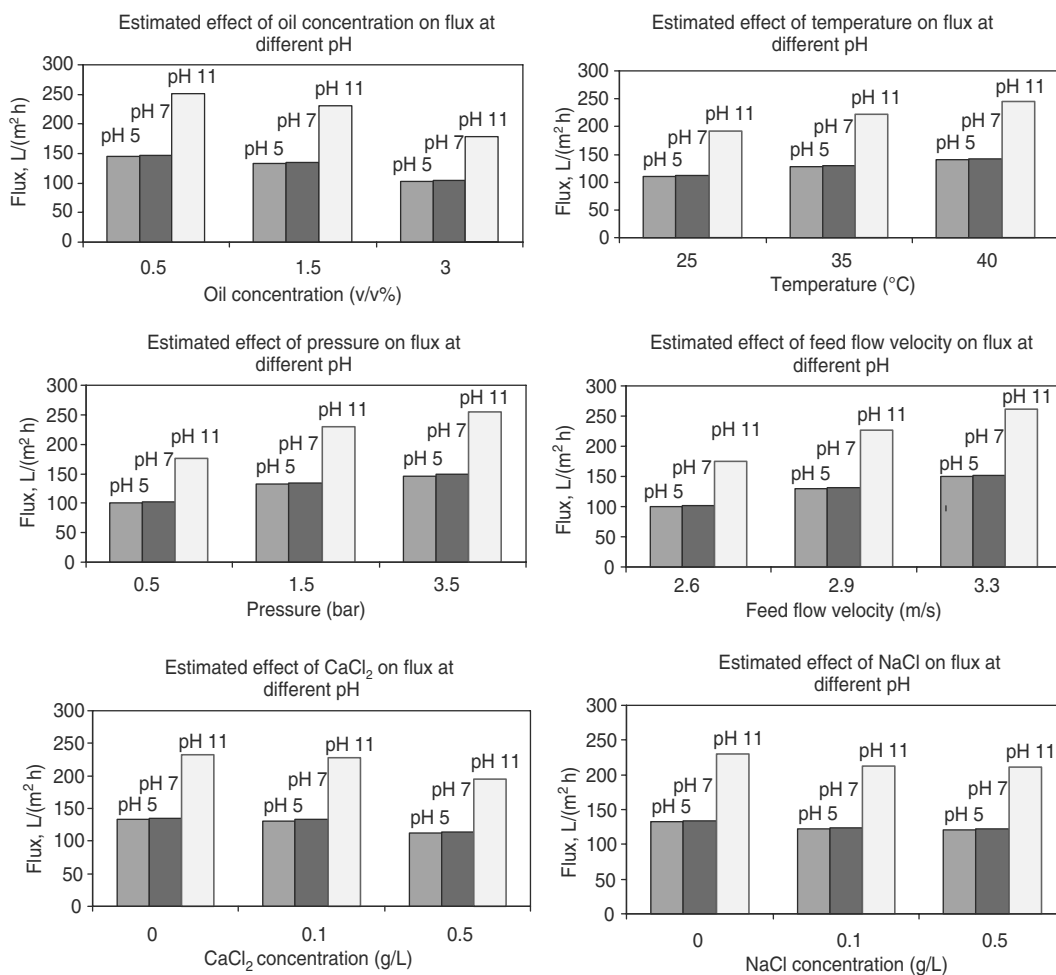 Estimated effect of oil concentration on flux at
different pH
Flux, L/(m² h)
300
250
200
150
100
50
0
pH 5
pH 7
pH 11
pH 5
pH 7
pH 11
pH 5
pH 7
pH 11
0.5 1.5 3
Oil concentration (v/v%)
Estimated effect of temperature on flux at
different pH
Flux, L/(m² h)
300
250
200
150
100
50
0
pH 5
pH 7
pH 11
pH 5
pH 7
pH 11
pH 5
pH 7
pH 11
25 35 40
Temperature (°C)
Estimated effect of pressure on flux at
different pH
Flux, L/(m² h)
300
250
200
150
100
50
0
pH 5
pH 7
pH 11
pH 5
pH 7
pH 11
pH 5
pH 7
pH 11
0.5 1.5 3.5
Pressure (bar)
Estimated effect of feed flow velocity on flux at
different pH
Flux, L/(m² h)
300
250
200
150
100
50
0
pH 5
pH 7
pH 11
pH 5
pH 7
pH 11
pH 5
pH 7
pH 11
2.6 2.9 3.3
Feed flow velocity (m/s)
Estimated effect of CaCl₂ on flux at
different pH
Flux, L/(m² h)
300
250
200
150
100
50
0
pH 5
pH 7
pH 11
pH 5
pH 7
pH 11
pH 5
pH 7
pH 11
0 0.1 0.5
CaCl₂ concentration (g/L)
Estimated effect of NaCl on flux at
different pH
Flux, L/(m² h)
300
250
200
150
100
50
0
pH 5
pH 7
pH 11
pH 5
pH 7
pH 11
pH 5
pH 7
pH 11
0 0.1 0.5
NaCl concentration (g/L)